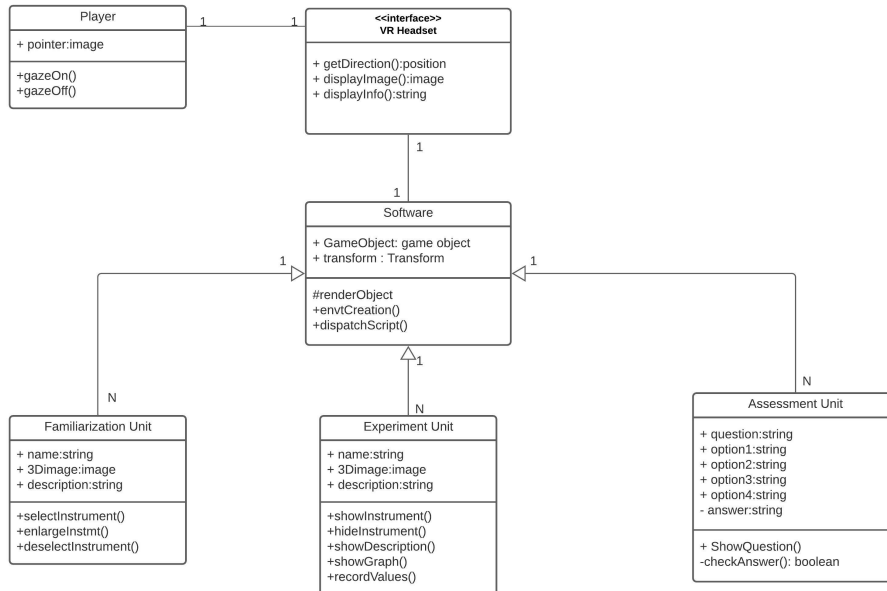 Player
+ pointer:image
+gazeOn()
+gazeOff()
1
1
<<interface>>
VR Headset
+ getDirection():position
+ displayImage():image
+ displayInfo():string
1
1
Software
+ GameObject: game object
+ transform : Transform
#renderObject
+envtCreation()
+dispatchScript()
1
1
1
N
N
N
Familiarization Unit
+ name:string
+ 3Dimage:image
+ description:string
+selectInstrument()
+enlargeInstmt()
+deselectInstrument()
Experiment Unit
+ name:string
+ 3Dimage:image
+ description:string
+showInstrument()
+hideInstrument()
+showDescription()
+showGraph()
+recordValues()
Assessment Unit
+ question:string
+ option1:string
+ option2:string
+ option3:string
+ option4:string
- answer:string
+ ShowQuestion()
-checkAnswer(): boolean